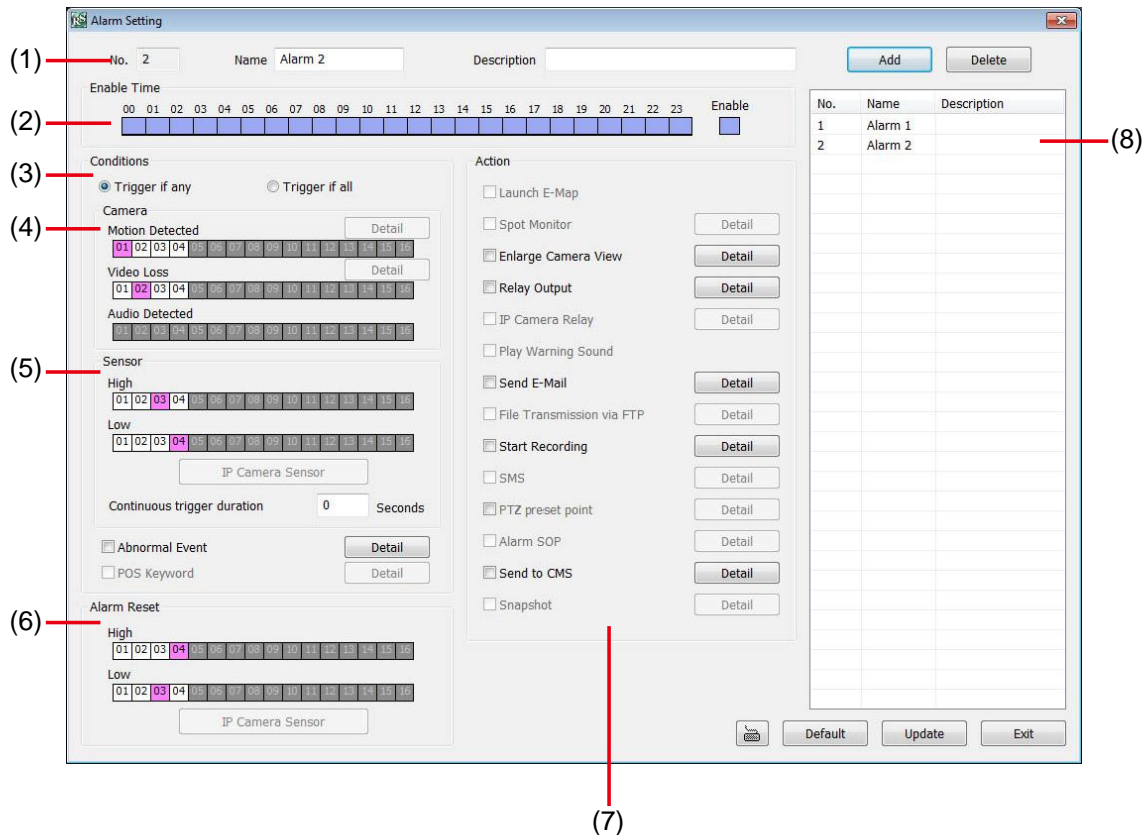 Alarm Setting
(1)
No. 2 Name Alarm 2 Description Add Delete
Enable Time
00 01 02 03 04 05 06 07 08 09 10 11 12 13 14 15 16 17 18 19 20 21 22 23 Enable
(2)
No. Name Description
1 Alarm 1
2 Alarm 2
(8)
Conditions
(3)
Trigger if any Trigger if all
Camera
(4)
Motion Detected Detail
01 02 03 04 05 06 07 08 09 10 11 12 13 14 15 16
Video Loss Detail
01 02 03 04 05 06 07 08 09 10 11 12 13 14 15 16
Audio Detected
01 02 03 04 05 06 07 08 09 10 11 12 13 14 15 16
Sensor
(5)
High
01 02 03 04 05 06 07 08 09 10 11 12 13 14 15 16
Low
01 02 03 04 05 06 07 08 09 10 11 12 13 14 15 16
IP Camera Sensor
Continuous trigger duration 0 Seconds
Abnormal Event Detail
POS Keyword Detail
Alarm Reset
(6)
High
01 02 03 04 05 06 07 08 09 10 11 12 13 14 15 16
Low
01 02 03 04 05 06 07 08 09 10 11 12 13 14 15 16
IP Camera Sensor
Action
Launch E-Map
Spot Monitor Detail
Enlarge Camera View Detail
Relay Output Detail
IP Camera Relay Detail
Play Warning Sound
Send E-Mail Detail
File Transmission via FTP Detail
Start Recording Detail
SMS Detail
PTZ preset point Detail
Alarm SOP Detail
Send to CMS Detail
Snapshot Detail
(7)
Default Update Exit